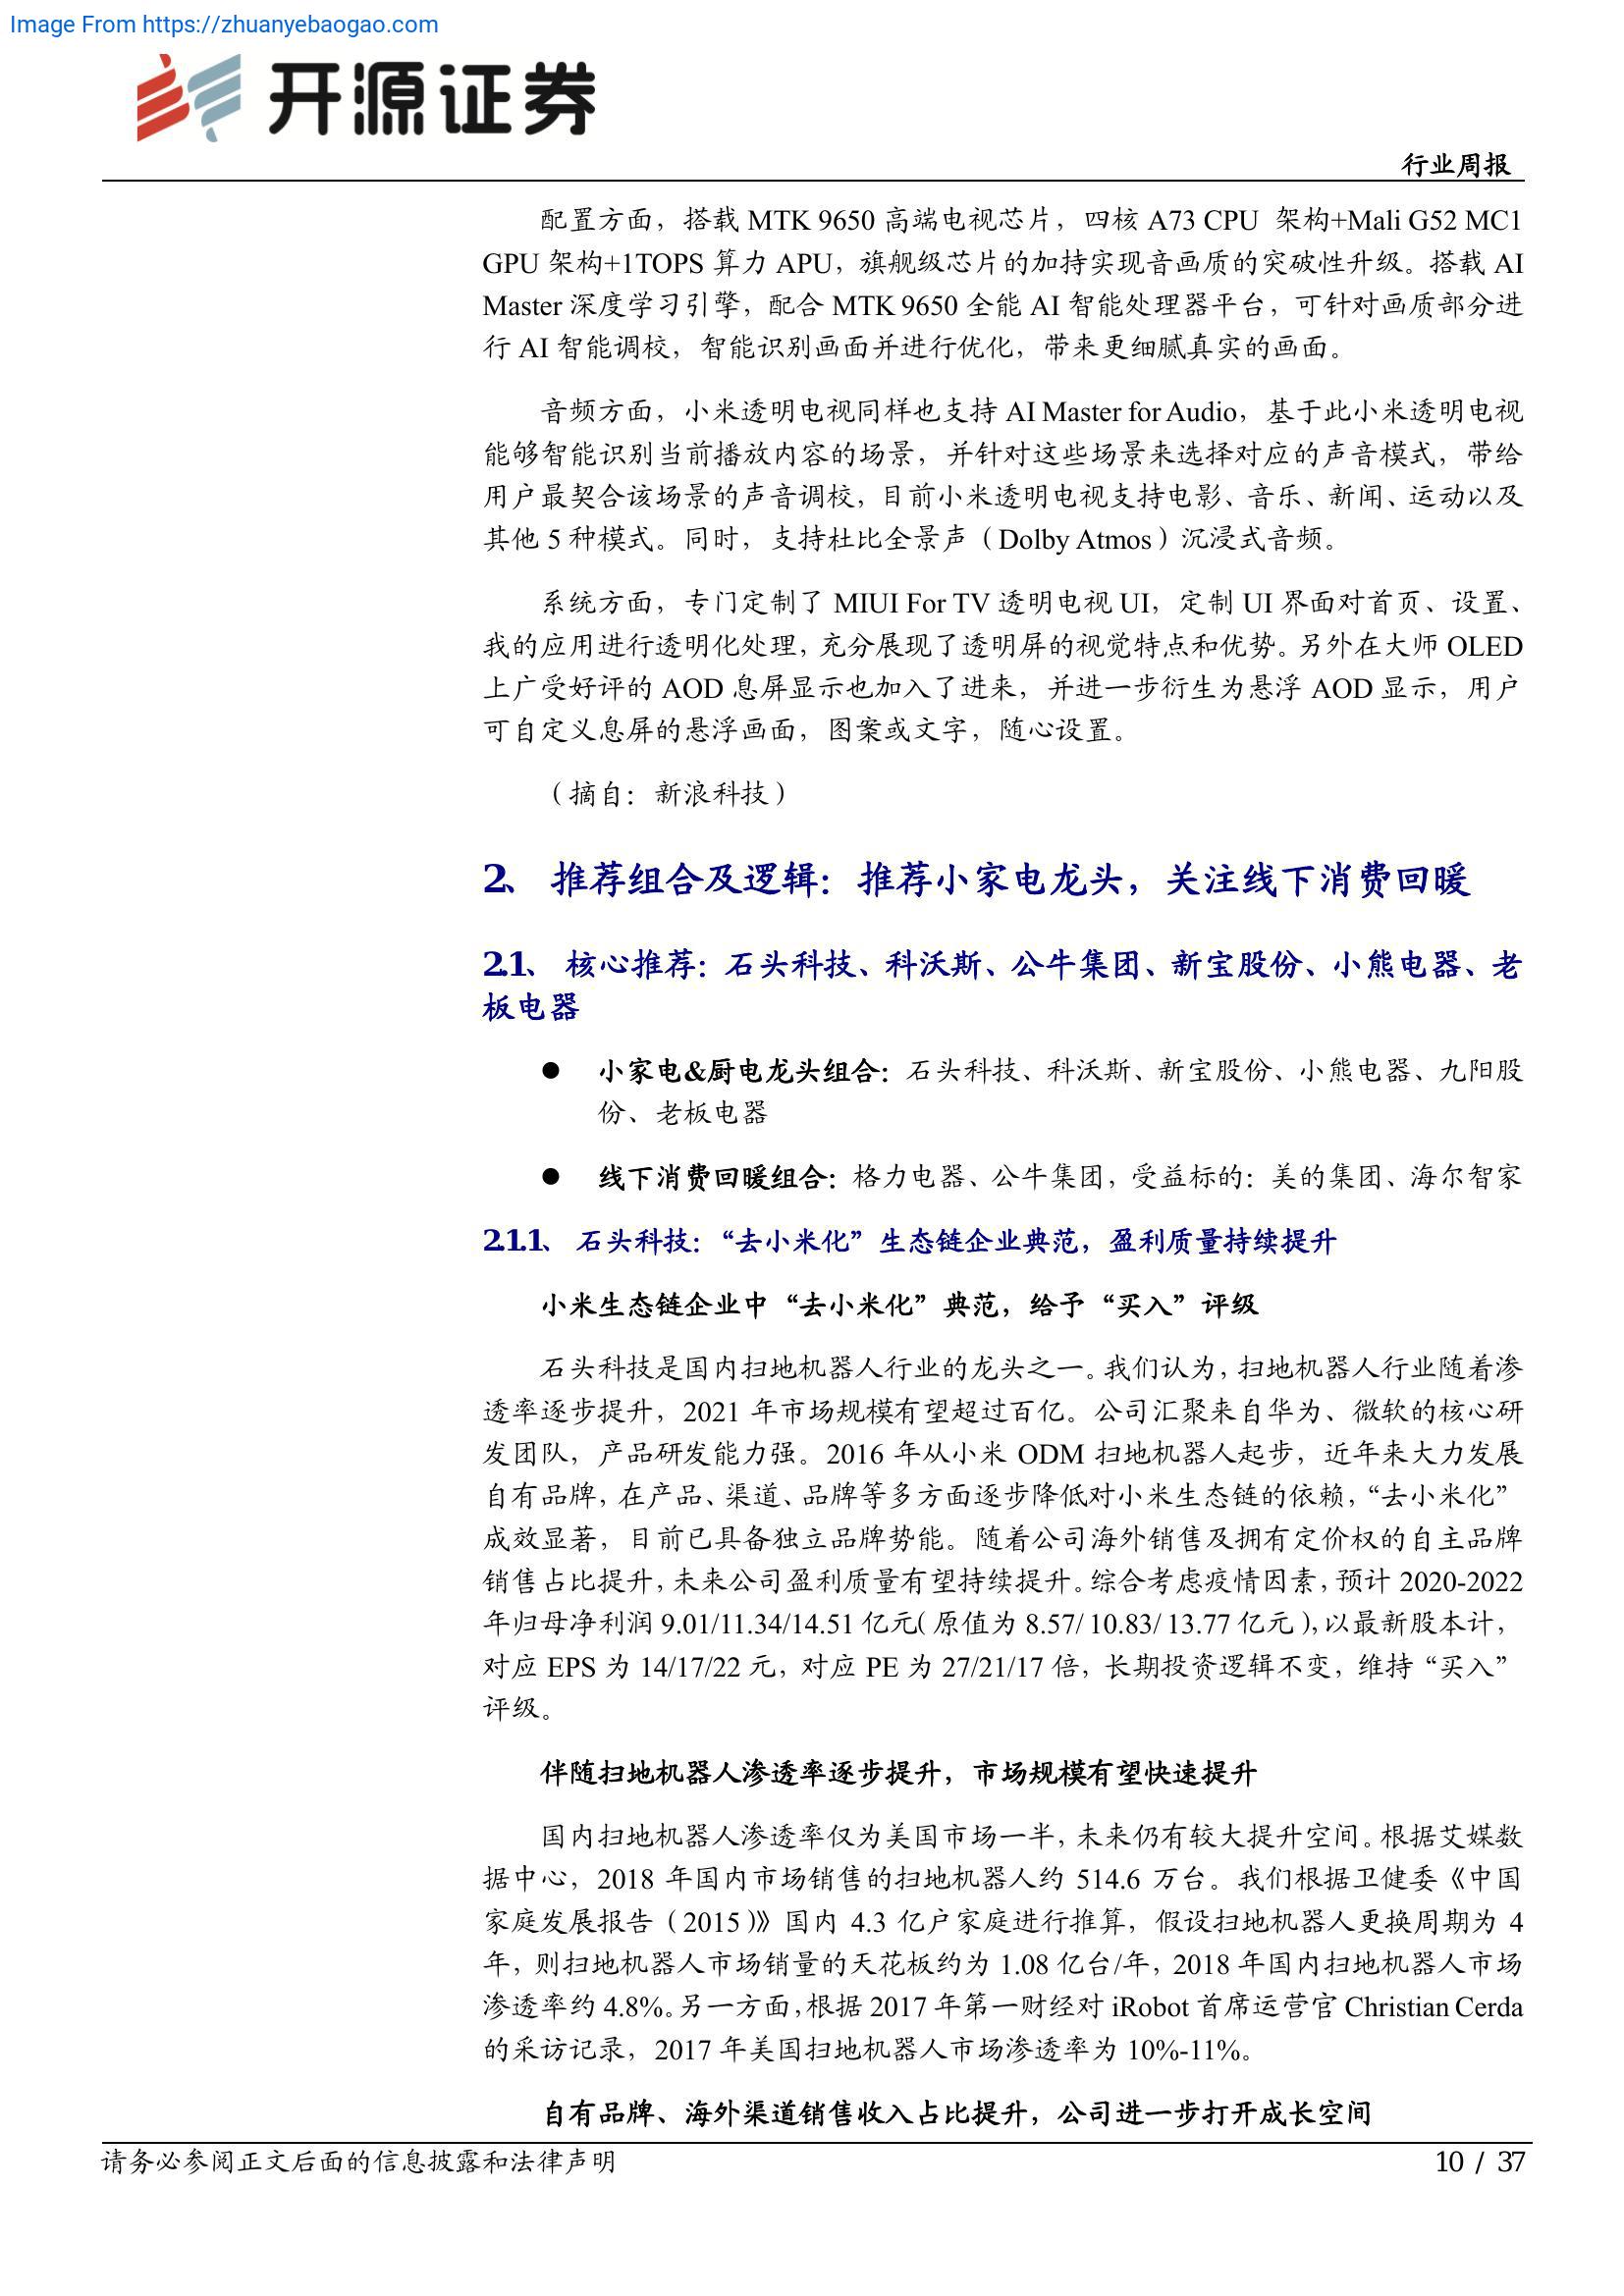 Image From https://zhuanyebaogao.com
开源证券
行业周报
配置方面，搭载 MTK 9650 高端电视芯片，四核 A73 CPU 架构+Mali G52 MC1
GPU 架构+1TOPS 算力 APU，旗舰级芯片的加持实现音画质的突破性升级。搭载 AI
Master 深度学习引擎，配合 MTK 9650 全能 AI 智能处理器平台，可针对画质部分进
行 AI 智能调校，智能识别画面并进行优化，带来更细腻真实的画面。
音频方面，小米透明电视同样也支持 AI Master for Audio，基于此小米透明电视
能够智能识别当前播放内容的场景，并针对这些场景来选择对应的声音模式，带给
用户最契合该场景的声音调校，目前小米透明电视支持电影、音乐、新闻、运动以及
其他 5 种模式。同时，支持杜比全景声（Dolby Atmos）沉浸式音频。
系统方面，专门定制了 MIUI For TV 透明电视 UI，定制 UI 界面对首页、设置、
我的应用进行透明化处理，充分展现了透明屏的视觉特点和优势。另外在大师 OLED
上广受好评的 AOD 息屏显示也加入了进来，并进一步衍生为悬浮 AOD 显示，用户
可自定义息屏的悬浮画面，图案或文字，随心设置。
（摘自：新浪科技）
2、 推荐组合及逻辑：推荐小家电龙头，关注线下消费回暖
2.1、 核心推荐：石头科技、科沃斯、公牛集团、新宝股份、小熊电器、老
板电器
● 小家电&厨电龙头组合：石头科技、科沃斯、新宝股份、小熊电器、九阳股
份、老板电器
● 线下消费回暖组合：格力电器、公牛集团，受益标的：美的集团、海尔智家
2.1.1、 石头科技：“去小米化”生态链企业典范，盈利质量持续提升
小米生态链企业中“去小米化”典范，给予“买入”评级
石头科技是国内扫地机器人行业的龙头之一。我们认为，扫地机器人行业随着渗
透率逐步提升，2021 年市场规模有望超过百亿。公司汇聚来自华为、微软的核心研
发团队，产品研发能力强。2016 年从小米 ODM 扫地机器人起步，近年来大力发展
自有品牌，在产品、渠道、品牌等多方面逐步降低对小米生态链的依赖，“去小米化”
成效显著，目前已具备独立品牌势能。随着公司海外销售及拥有定价权的自主品牌
销售占比提升，未来公司盈利质量有望持续提升。综合考虑疫情因素，预计 2020-2022
年归母净利润 9.01/11.34/14.51 亿元（原值为 8.57/ 10.83/ 13.77 亿元），以最新股本计，
对应 EPS 为 14/17/22 元，对应 PE 为 27/21/17 倍，长期投资逻辑不变，维持“买入”
评级。
伴随扫地机器人渗透率逐步提升，市场规模有望快速提升
国内扫地机器人渗透率仅为美国市场一半，未来仍有较大提升空间。根据艾媒数
据中心，2018 年国内市场销售的扫地机器人约 514.6 万台。我们根据卫健委《中国
家庭发展报告（2015）》国内 4.3 亿户家庭进行推算，假设扫地机器人更换周期为 4
年，则扫地机器人市场销量的天花板约为 1.08 亿台/年，2018 年国内扫地机器人市场
渗透率约 4.8%。另一方面，根据 2017 年第一财经对 iRobot 首席运营官 Christian Cerda
的采访记录，2017 年美国扫地机器人市场渗透率为 10%-11%。
自有品牌、海外渠道销售收入占比提升，公司进一步打开成长空间
请务必参阅正文后面的信息披露和法律声明
10 / 37